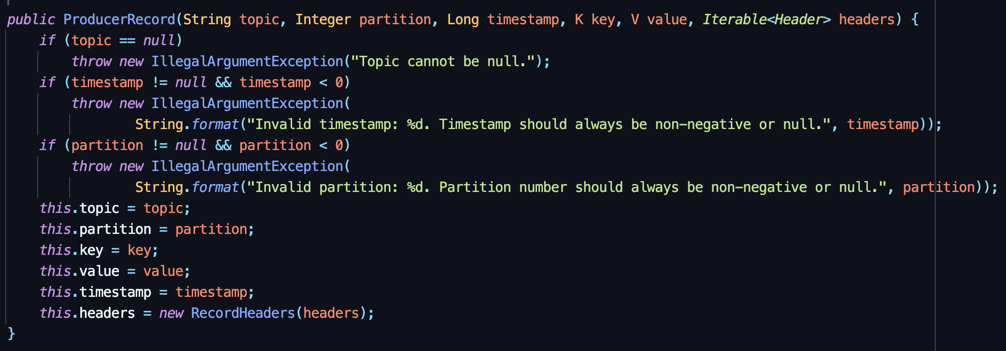 public ProducerRecord(String topic, Integer partition, Long timestamp, K key, V value, Iterable<Header> headers) {
    if (topic == null)
        throw new IllegalArgumentException("Topic cannot be null.");
    if (timestamp != null && timestamp < 0)
        throw new IllegalArgumentException(
                String.format("Invalid timestamp: %d. Timestamp should always be non-negative or null.", timestamp));
    if (partition != null && partition < 0)
        throw new IllegalArgumentException(
                String.format("Invalid partition: %d. Partition number should always be non-negative or null.", partition));
    this.topic = topic;
    this.partition = partition;
    this.key = key;
    this.value = value;
    this.timestamp = timestamp;
    this.headers = new RecordHeaders(headers);
}